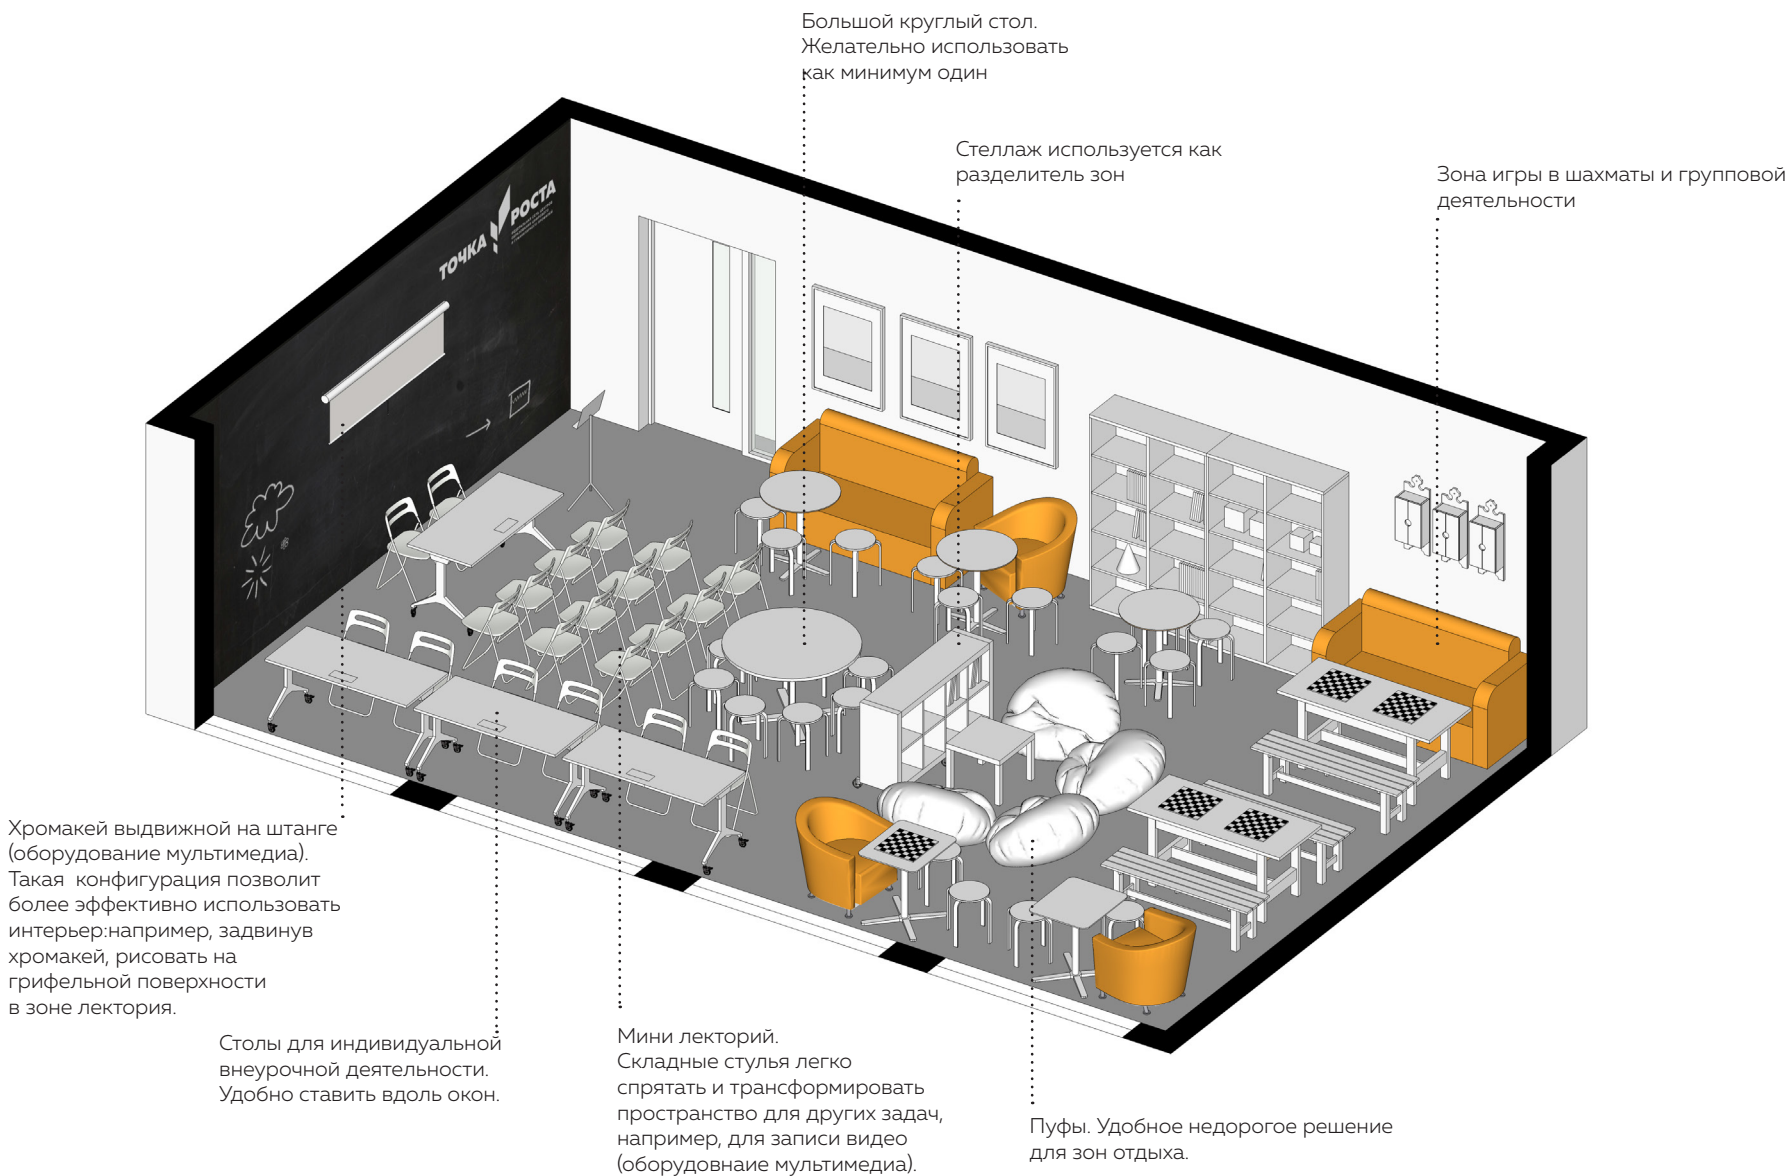 Большой круглый стол.
Желательно использовать
как минимум один
Стеллаж используется как
разделитель зон
Зона игры в шахматы и групповой
деятельности
ТОЧКА РОСТА
Хромакей выдвижной на штанге
(оборудование мультимедиа).
Такая конфигурация позволит
более эффективно использовать
интерьер:например, задвинув
хромакей, рисовать на
грифельной поверхности
в зоне лектория.
Столы для индивидуальной
внеурочной деятельности.
Удобно ставить вдоль окон.
Мини лекторий.
Складные стулья легко
спрятать и трансформировать
пространство для других задач,
например, для записи видео
(оборудовнаие мультимедиа).
Пуфы. Удобное недорогое решение
для зон отдыха.